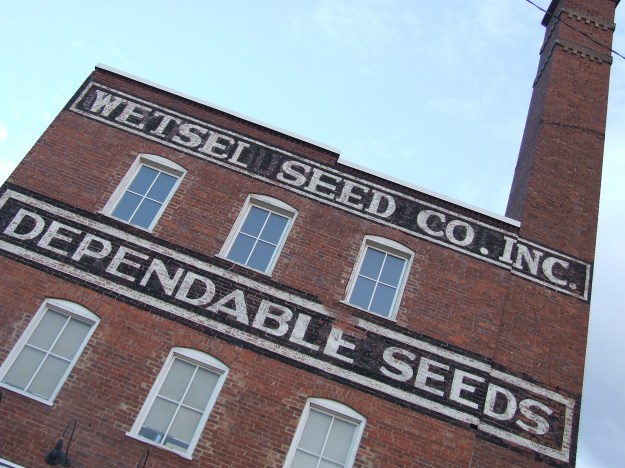 WETSEL SEED CO. INC.
DEPENDABLE SEEDS